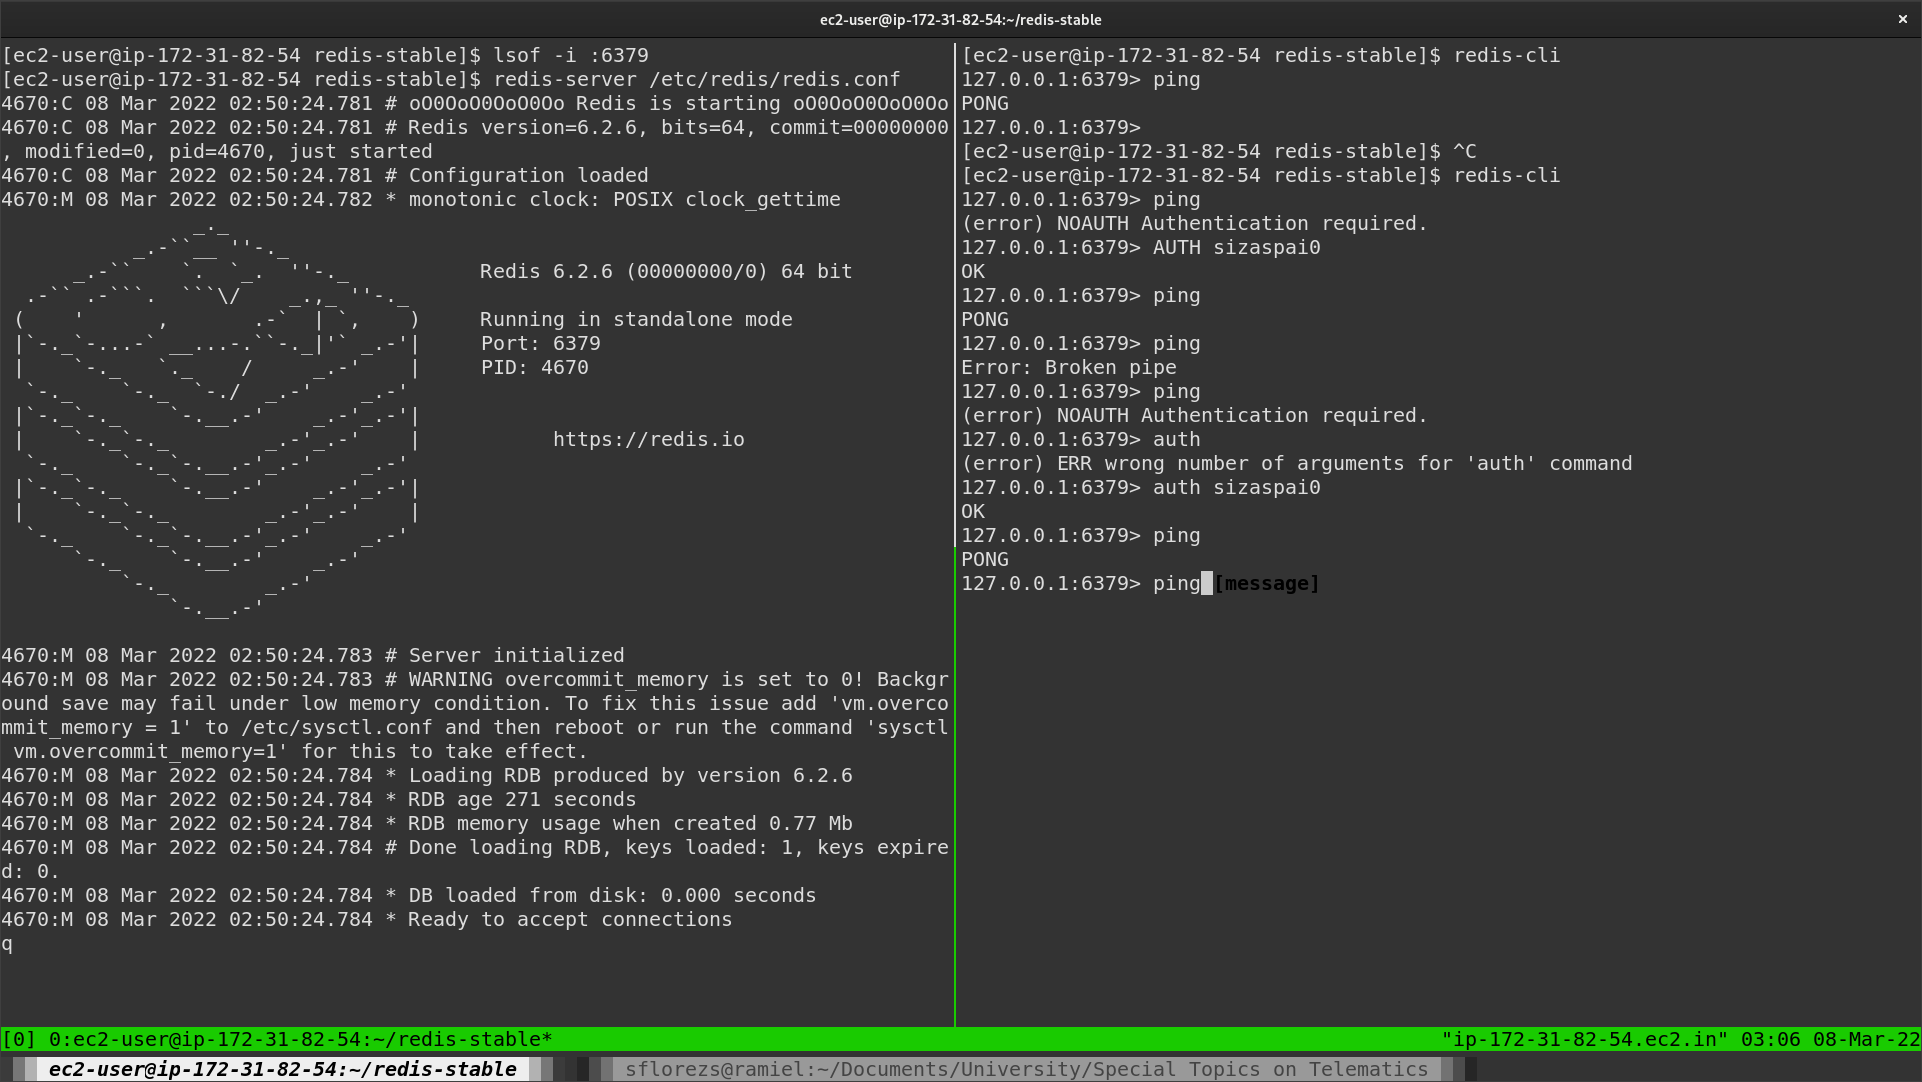 ec2-user@ip-172-31-82-54:~/redis-stable
×
[ec2-user@ip-172-31-82-54 redis-stable]$ lsof -i :6379
[ec2-user@ip-172-31-82-54 redis-stable]$ redis-server /etc/redis/redis.conf
4670:C 08 Mar 2022 02:50:24.781 # oO0OoO0OoO0Oo Redis is starting oO0OoO0OoO0Oo
4670:C 08 Mar 2022 02:50:24.781 # Redis version=6.2.6, bits=64, commit=00000000
, modified=0, pid=4670, just started
4670:C 08 Mar 2022 02:50:24.781 # Configuration loaded
4670:M 08 Mar 2022 02:50:24.782 * monotonic clock: POSIX clock_gettime
Redis 6.2.6 (00000000/0) 64 bit
Running in standalone mode
Port: 6379
PID: 4670
https://redis.io
4670:M 08 Mar 2022 02:50:24.783 # Server initialized
4670:M 08 Mar 2022 02:50:24.783 # WARNING overcommit_memory is set to 0! Backgr
ound save may fail under low memory condition. To fix this issue add 'vm.overco
mmit_memory = 1' to /etc/sysctl.conf and then reboot or run the command 'sysctl
 vm.overcommit_memory=1' for this to take effect.
4670:M 08 Mar 2022 02:50:24.784 * Loading RDB produced by version 6.2.6
4670:M 08 Mar 2022 02:50:24.784 * RDB age 271 seconds
4670:M 08 Mar 2022 02:50:24.784 * RDB memory usage when created 0.77 Mb
4670:M 08 Mar 2022 02:50:24.784 # Done loading RDB, keys loaded: 1, keys expire
d: 0.
4670:M 08 Mar 2022 02:50:24.784 * DB loaded from disk: 0.000 seconds
4670:M 08 Mar 2022 02:50:24.784 * Ready to accept connections
q
[ec2-user@ip-172-31-82-54 redis-stable]$ redis-cli
127.0.0.1:6379> ping
PONG
127.0.0.1:6379>
[ec2-user@ip-172-31-82-54 redis-stable]$ ^C
[ec2-user@ip-172-31-82-54 redis-stable]$ redis-cli
127.0.0.1:6379> ping
(error) NOAUTH Authentication required.
127.0.0.1:6379> AUTH sizaspai0
OK
127.0.0.1:6379> ping
PONG
127.0.0.1:6379> ping
Error: Broken pipe
127.0.0.1:6379> ping
(error) NOAUTH Authentication required.
127.0.0.1:6379> auth
(error) ERR wrong number of arguments for 'auth' command
127.0.0.1:6379> auth sizaspai0
OK
127.0.0.1:6379> ping
PONG
127.0.0.1:6379> ping [message]
[0] 0:ec2-user@ip-172-31-82-54:~/redis-stable*
"ip-172-31-82-54.ec2.in" 03:06 08-Mar-22
ec2-user@ip-172-31-82-54:~/redis-stable
sflorezs@ramiel:~/Documents/University/Special Topics on Telematics